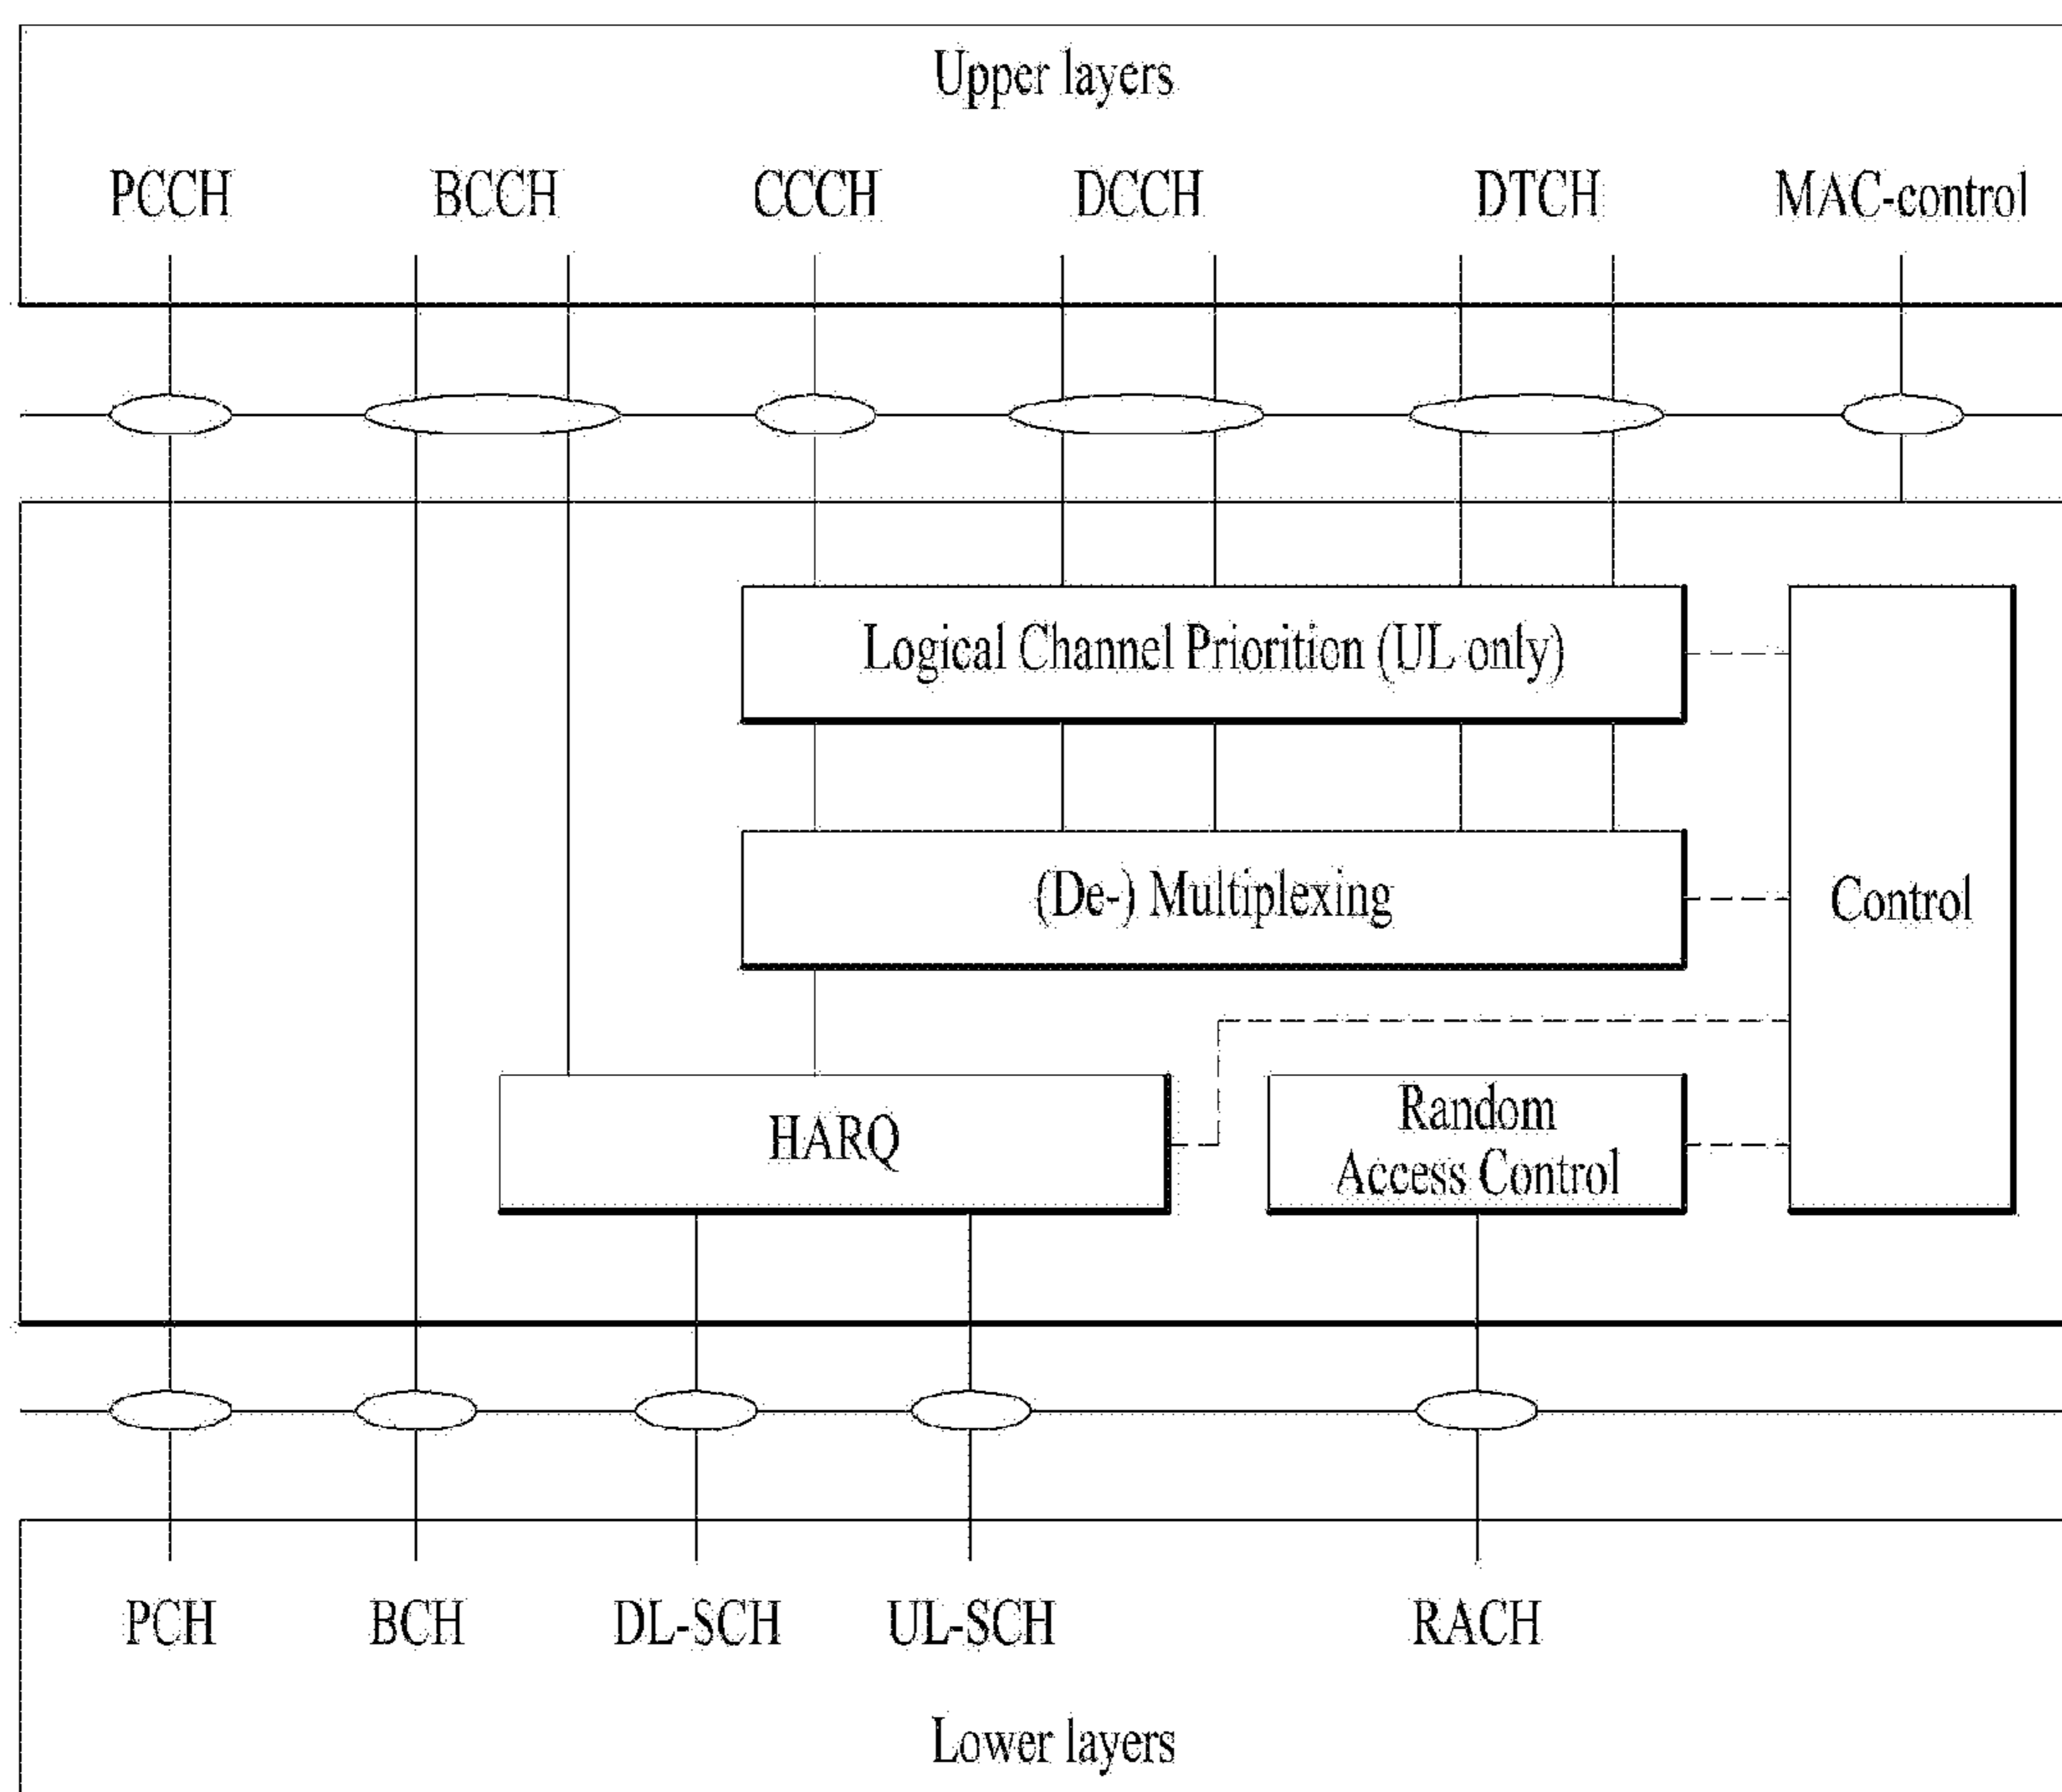 Upper layers
PCCH BCCH CCCH DCCH DTCH MAC-control
Logical Channel Priorition (UL only)
(De-) Multiplexing
Control
HARQ
Random
Access Control
PCH BCH DL-SCH UL-SCH RACH
Lower layers